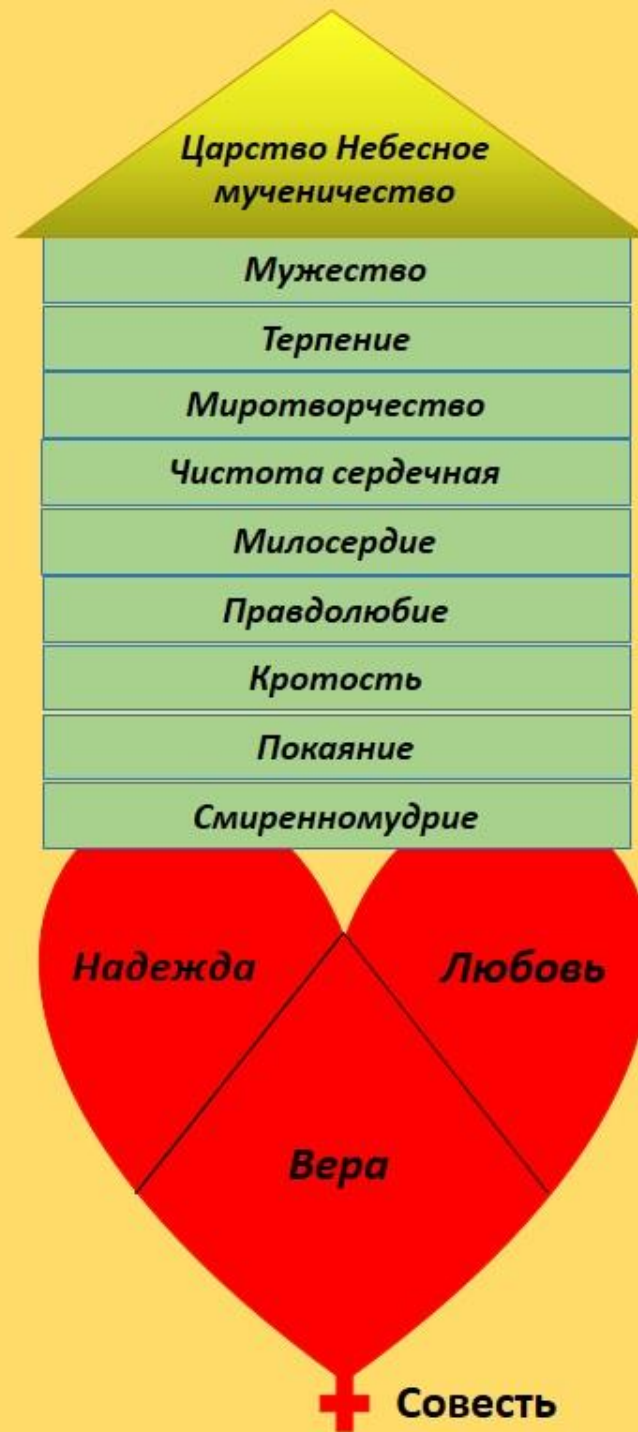 Царство Небесное
мученичество
Мужество
Терпение
Миротворчество
Чистота сердечная
Милосердие
Правдолюбие
Кротость
Покаяние
Смиренномудрие
Надежда
Любовь
Вера
Совесть